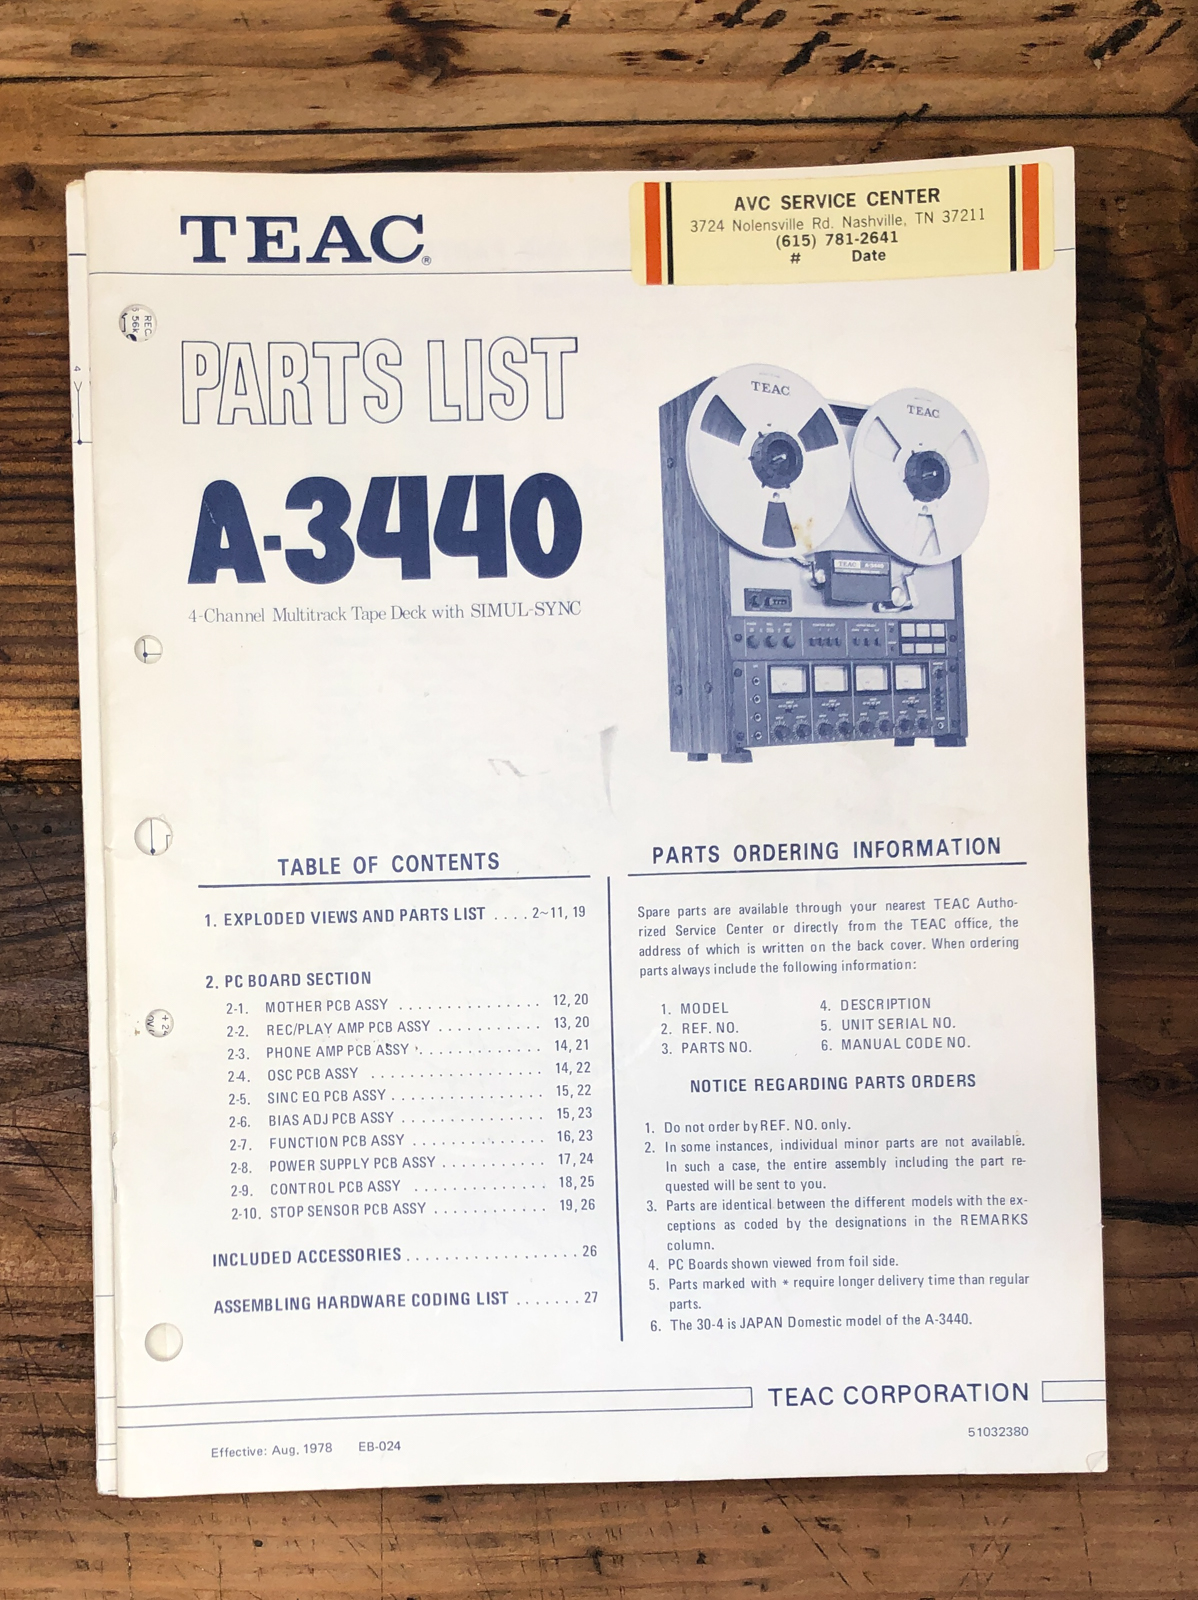 TEAC®
AVC SERVICE CENTER
3724 Nolensville Rd. Nashville, TN 37211
(615) 781-2641
# Date
PARTS LIST
A-3440
4-Channel Multitrack Tape Deck with SIMUL-SYNC
TEAC
TEAC
TEAC A-3440
REC
56k
4
TABLE OF CONTENTS
1. EXPLODED VIEWS AND PARTS LIST .... 2~11, 19
2. PC BOARD SECTION
2-1. MOTHER PCB ASSY ............... 12, 20
2-2. REC/PLAY AMP PCB ASSY ........... 13, 20
2-3. PHONE AMP PCB ASSY ............. 14, 21
2-4. OSC PCB ASSY .................. 14, 22
2-5. SINC EQ PCB ASSY ................ 15, 22
2-6. BIAS ADJ PCB ASSY ............... 15, 23
2-7. FUNCTION PCB ASSY .............. 16, 23
2-8. POWER SUPPLY PCB ASSY ........... 17, 24
2-9. CONTROL PCB ASSY .............. 18, 25
2-10. STOP SENSOR PCB ASSY ............ 19, 26
INCLUDED ACCESSORIES .................. 26
ASSEMBLING HARDWARE CODING LIST ....... 27
PARTS ORDERING INFORMATION
Spare parts are available through your nearest TEAC Autho-
rized Service Center or directly from the TEAC office, the
address of which is written on the back cover. When ordering
parts always include the following information:
1. MODEL
2. REF. NO.
3. PARTS NO.
4. DESCRIPTION
5. UNIT SERIAL NO.
6. MANUAL CODE NO.
NOTICE REGARDING PARTS ORDERS
1. Do not order by REF. NO. only.
2. In some instances, individual minor parts are not available.
In such a case, the entire assembly including the part re-
quested will be sent to you.
3. Parts are identical between the different models with the ex-
ceptions as coded by the designations in the REMARKS
column.
4. PC Boards shown viewed from foil side.
5. Parts marked with * require longer delivery time than regular
parts.
6. The 30-4 is JAPAN Domestic model of the A-3440.
TEAC CORPORATION
Effective: Aug, 1978 EB-024
51032380